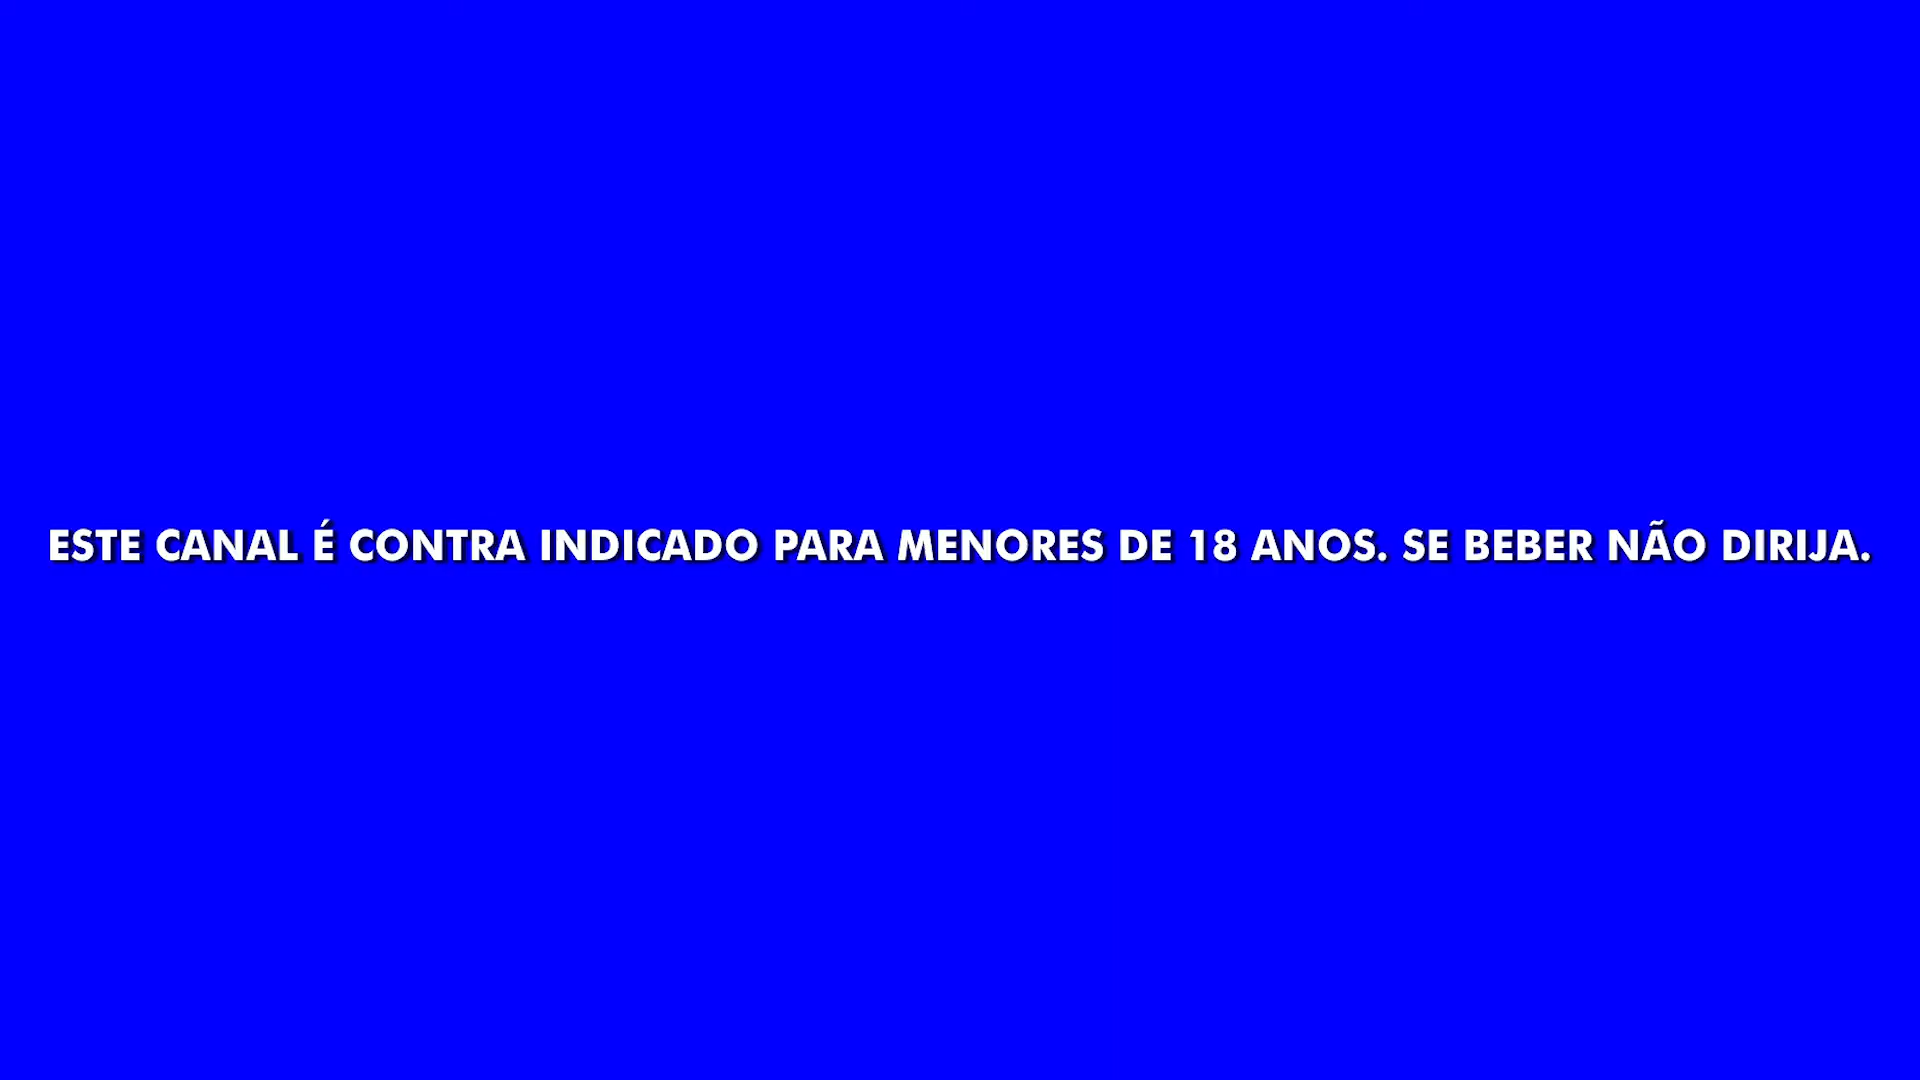 ESTE CANAL É CONTRA INDICADO PARA MENORES DE 18 ANOS. SE BEBER NÃO DIRIJA.